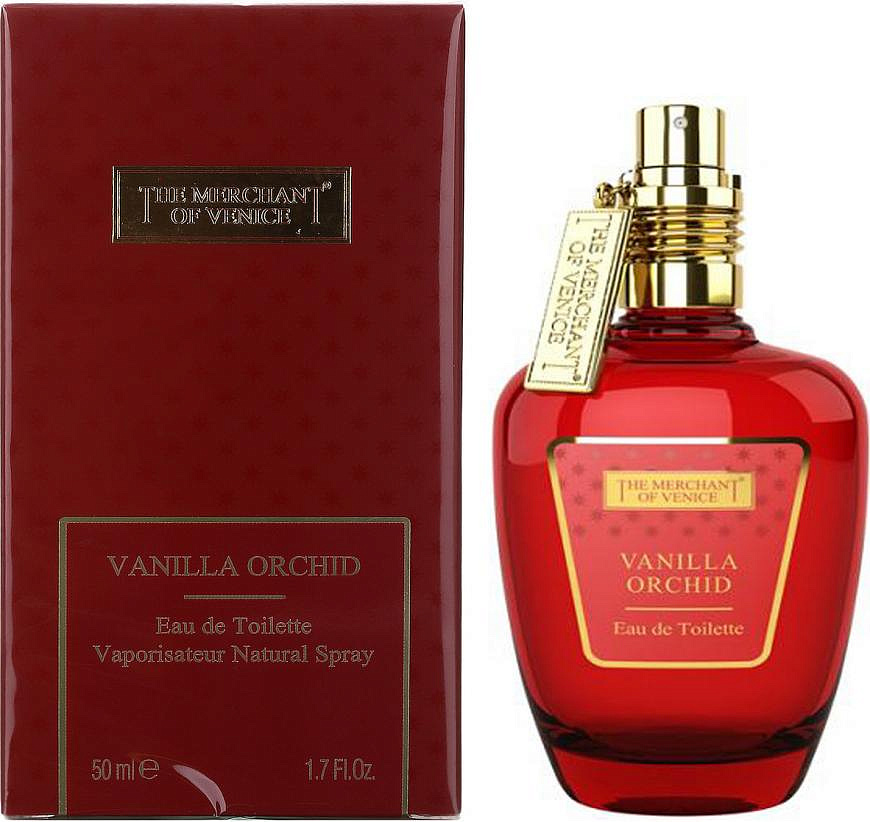 THE MERCHANT®
OF VENICE
VANILLA ORCHID
Eau de Toilette
Vaporisateur Natural Spray
50 ml e
1.7 Fl.Oz.
THE MERCHANT®
OF VENICE
THE MERCHANT®
OF VENICE
VANILLA
ORCHID
Eau de Toilette